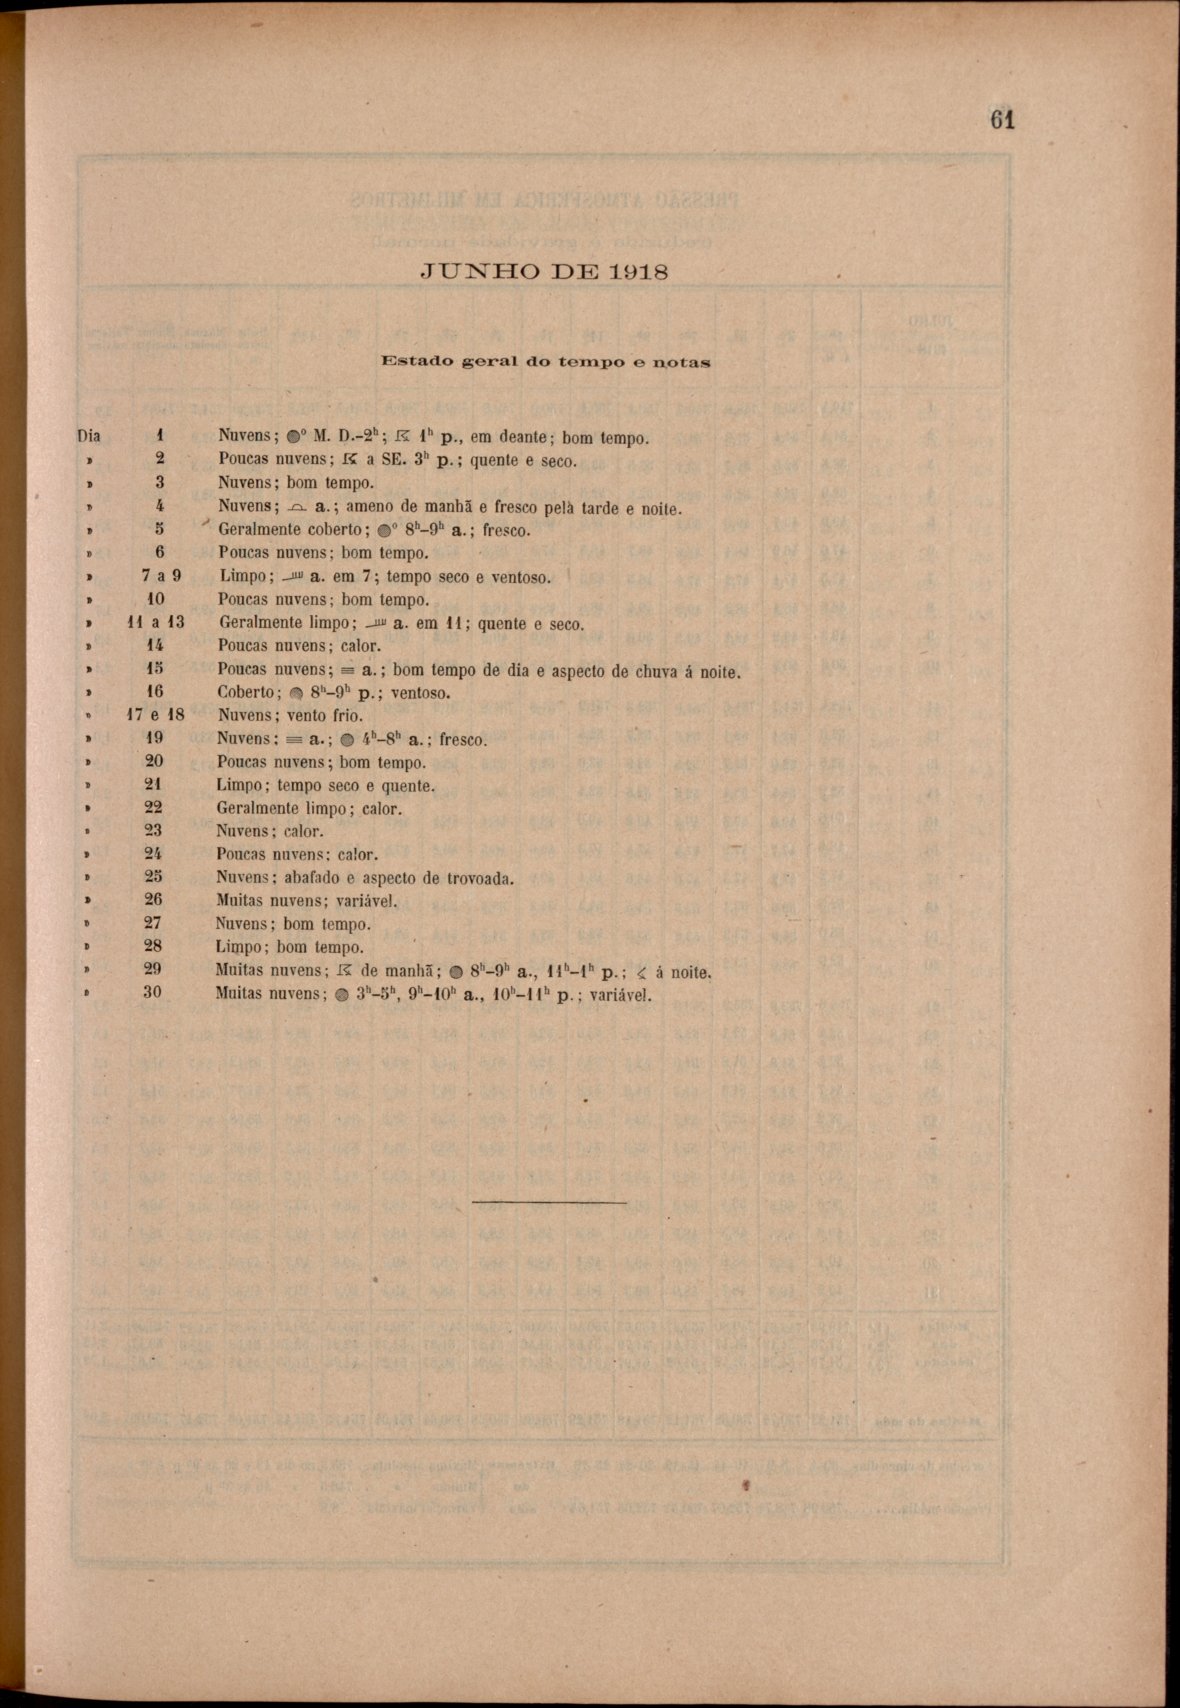 61
JUNHO DE 1918
Estado geral do tempo e notas
Dia 1 Nuvens; ●⁰ M. D.-2ʰ; ☈ 1ʰ p., em deante; bom tempo.
» 2 Poucas nuvens; ☈ a SE. 3ʰ p.; quente e seco.
» 3 Nuvens; bom tempo.
» 4 Nuvens; ⌓ a.; ameno de manhã e fresco pela tarde e noite.
» 5 Geralmente coberto; ●⁰ 8ʰ–9ʰ a.; fresco.
» 6 Poucas nuvens; bom tempo.
» 7 a 9 Limpo; a. em 7; tempo seco e ventoso.
» 10 Poucas nuvens; bom tempo.
» 11 a 13 Geralmente limpo; a. em 11; quente e seco.
» 14 Poucas nuvens; calor.
» 15 Poucas nuvens; ≡ a.; bom tempo de dia e aspecto de chuva á noite.
» 16 Coberto; ● 8ʰ–9ʰ p.; ventoso.
» 17 e 18 Nuvens; vento frio.
» 19 Nuvens; ≡ a.; ● 4ʰ–8ʰ a.; fresco.
» 20 Poucas nuvens; bom tempo.
» 21 Limpo; tempo seco e quente.
» 22 Geralmente limpo; calor.
» 23 Nuvens; calor.
» 24 Poucas nuvens; calor.
» 25 Nuvens; abafado e aspecto de trovoada.
» 26 Muitas nuvens; variável.
» 27 Nuvens; bom tempo.
» 28 Limpo; bom tempo.
» 29 Muitas nuvens; ☈ de manhã; ● 8ʰ–9ʰ a., 11ʰ–1ʰ p.; < á noite.
» 30 Muitas nuvens; ● 3ʰ–5ʰ, 9ʰ–10ʰ a., 10ʰ–11ʰ p.; variável.